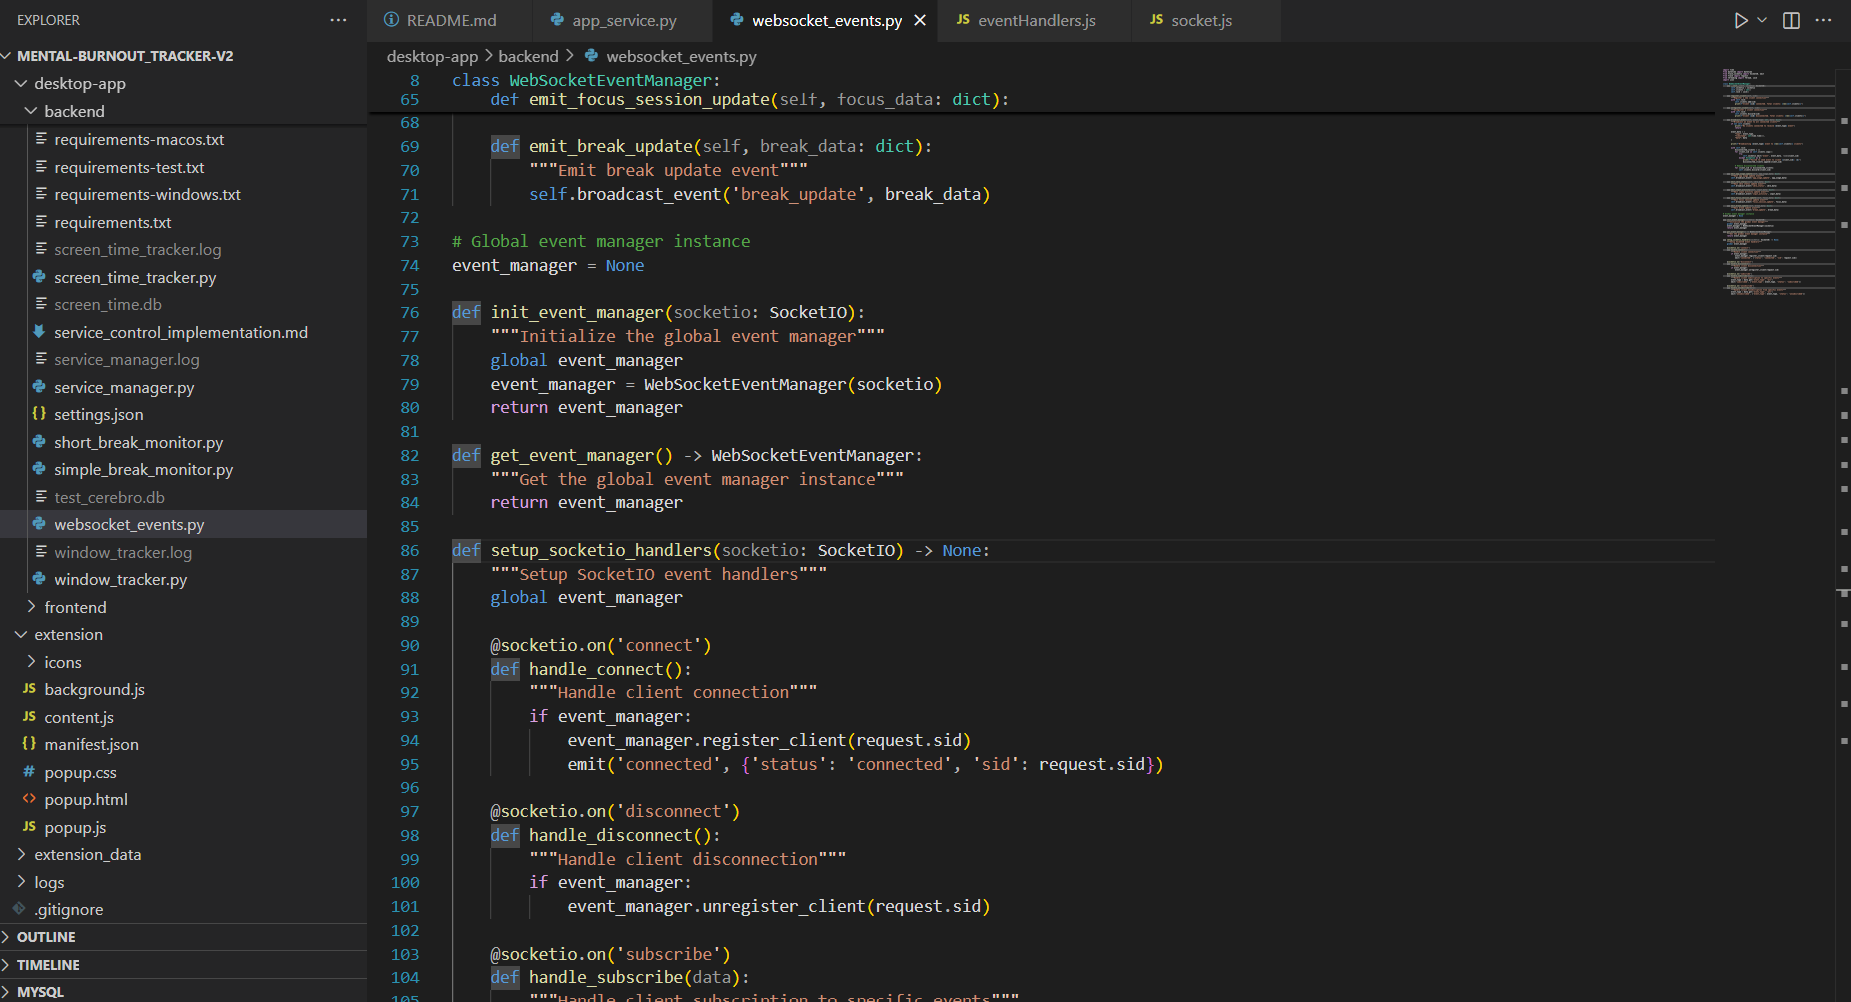 EXPLORER
MENTAL-BURNOUT_TRACKER-V2
desktop-app
backend
requirements-macos.txt
requirements-test.txt
requirements-windows.txt
requirements.txt
screen_time_tracker.log
screen_time_tracker.py
screen_time.db
service_control_implementation.md
service_manager.log
service_manager.py
settings.json
short_break_monitor.py
simple_break_monitor.py
test_cerebro.db
websocket_events.py
window_tracker.log
window_tracker.py
frontend
extension
icons
JS background.js
JS content.js
{} manifest.json
# popup.css
<> popup.html
JS popup.js
extension_data
logs
.gitignore
OUTLINE
TIMELINE
MYSQL
README.md app_service.py websocket_events.py JS eventHandlers.js JS socket.js
desktop-app > backend > websocket_events.py
8 class WebSocketEventManager:
65     def emit_focus_session_update(self, focus_data: dict):
68
69     def emit_break_update(self, break_data: dict):
70         """Emit break update event"""
71         self.broadcast_event('break_update', break_data)
72
73 # Global event manager instance
74 event_manager = None
75
76 def init_event_manager(socketio: SocketIO):
77     """Initialize the global event manager"""
78     global event_manager
79     event_manager = WebSocketEventManager(socketio)
80     return event_manager
81
82 def get_event_manager() -> WebSocketEventManager:
83     """Get the global event manager instance"""
84     return event_manager
85
86 def setup_socketio_handlers(socketio: SocketIO) -> None:
87     """Setup SocketIO event handlers"""
88     global event_manager
89
90     @socketio.on('connect')
91     def handle_connect():
92         """Handle client connection"""
93         if event_manager:
94             event_manager.register_client(request.sid)
95             emit('connected', {'status': 'connected', 'sid': request.sid})
96
97     @socketio.on('disconnect')
98     def handle_disconnect():
99         """Handle client disconnection"""
100         if event_manager:
101             event_manager.unregister_client(request.sid)
102
103     @socketio.on('subscribe')
104     def handle_subscribe(data):
105         """Handle client subscription to specific events"""